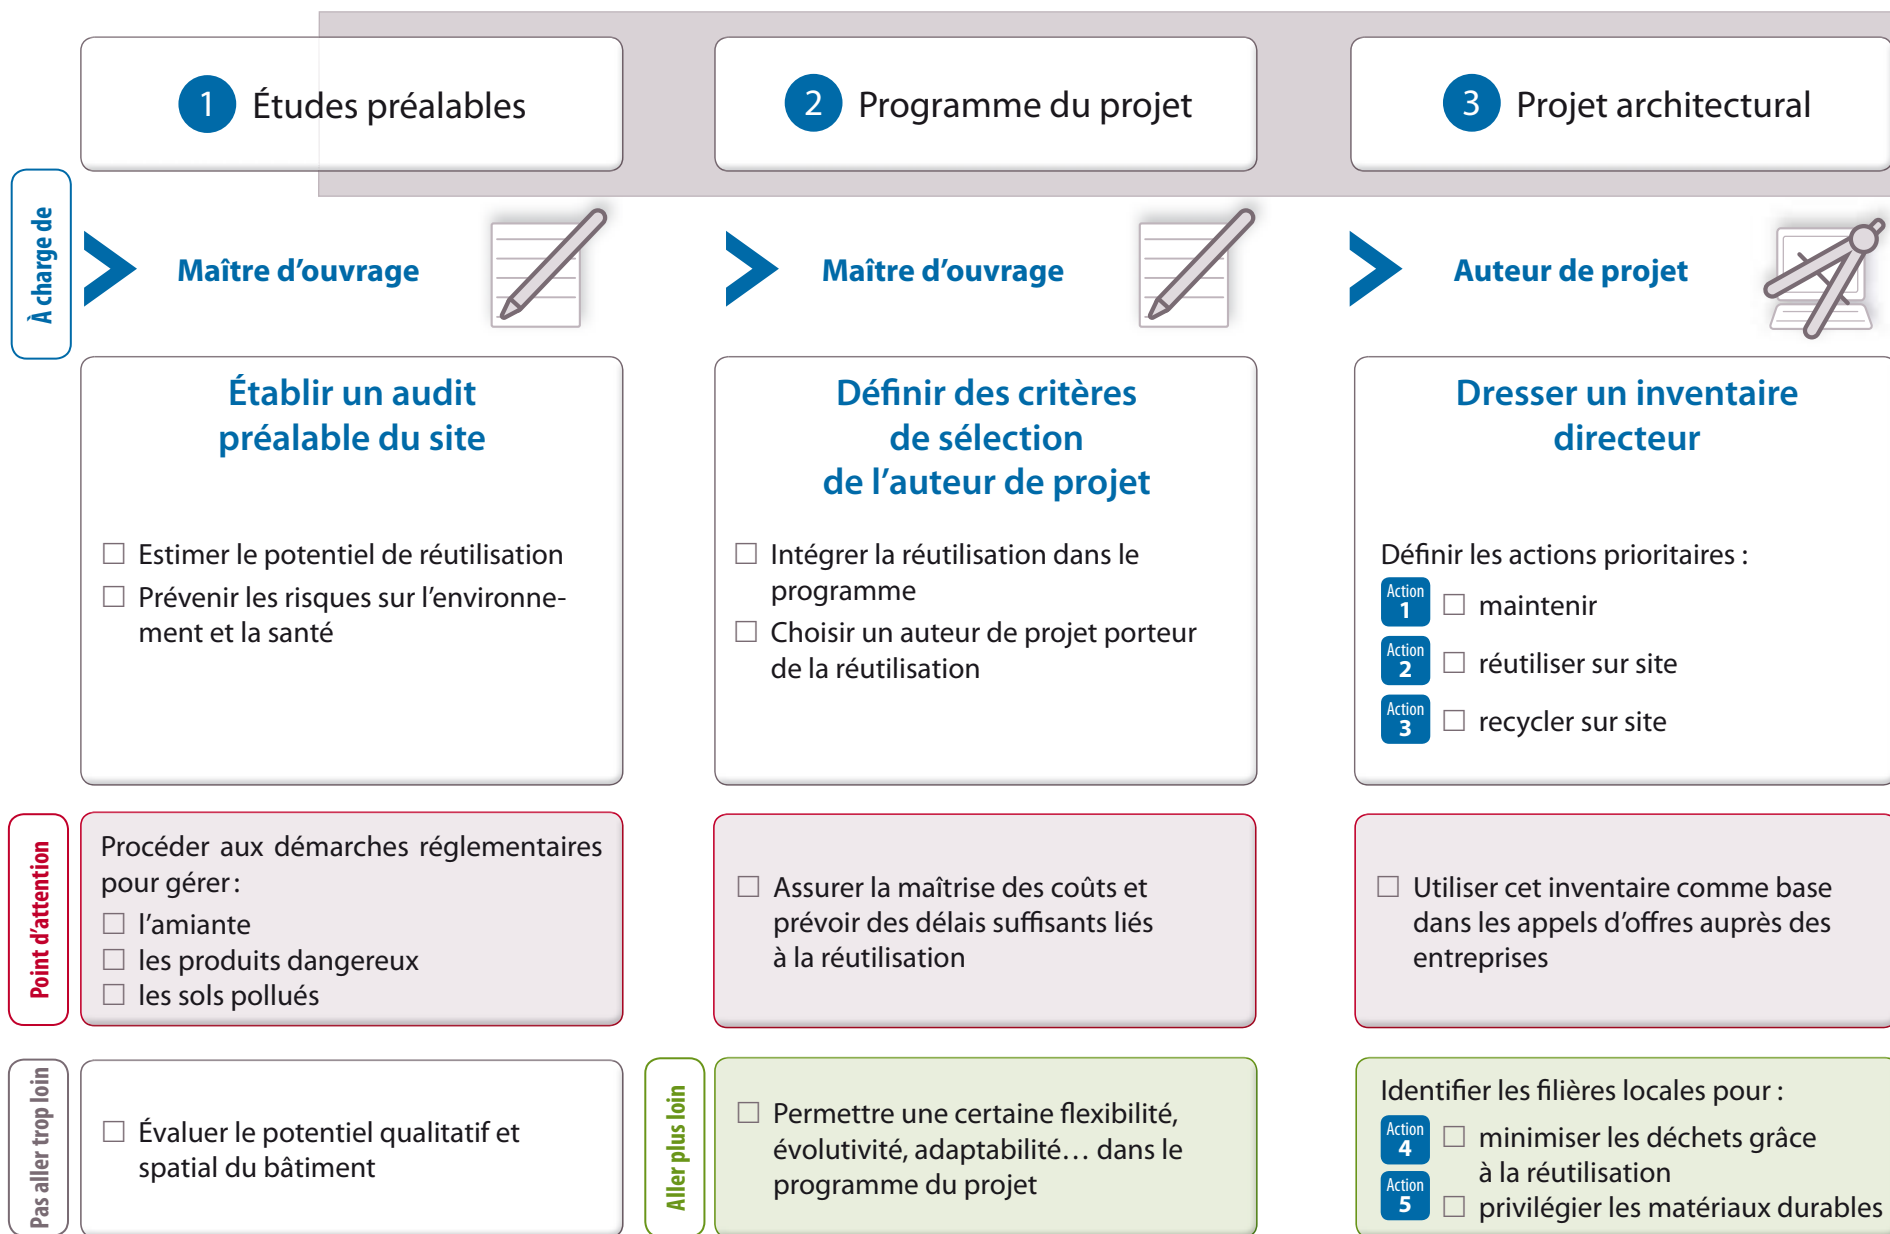 1 Études préalables
2 Programme du projet
3 Projet architectural
À charge de
Maître d'ouvrage
Maître d'ouvrage
Auteur de projet
Établir un audit
préalable du site
☐ Estimer le potentiel de réutilisation
☐ Prévenir les risques sur l'environne-
ment et la santé
Définir des critères
de sélection
de l'auteur de projet
☐ Intégrer la réutilisation dans le
programme
☐ Choisir un auteur de projet porteur
de la réutilisation
Dresser un inventaire
directeur
Définir les actions prioritaires :
Action
1
☐ maintenir
Action
2
☐ réutiliser sur site
Action
3
☐ recycler sur site
Point d'attention
Procéder aux démarches réglementaires
pour gérer :
☐ l'amiante
☐ les produits dangereux
☐ les sols pollués
☐ Assurer la maîtrise des coûts et
prévoir des délais suffisants liés
à la réutilisation
☐ Utiliser cet inventaire comme base
dans les appels d'offres auprès des
entreprises
Pas aller trop loin
☐ Évaluer le potentiel qualitatif et
spatial du bâtiment
Aller plus loin
☐ Permettre une certaine flexibilité,
évolutivité, adaptabilité… dans le
programme du projet
Identifier les filières locales pour :
Action
4
☐ minimiser les déchets grâce
à la réutilisation
Action
5
☐ privilégier les matériaux durables